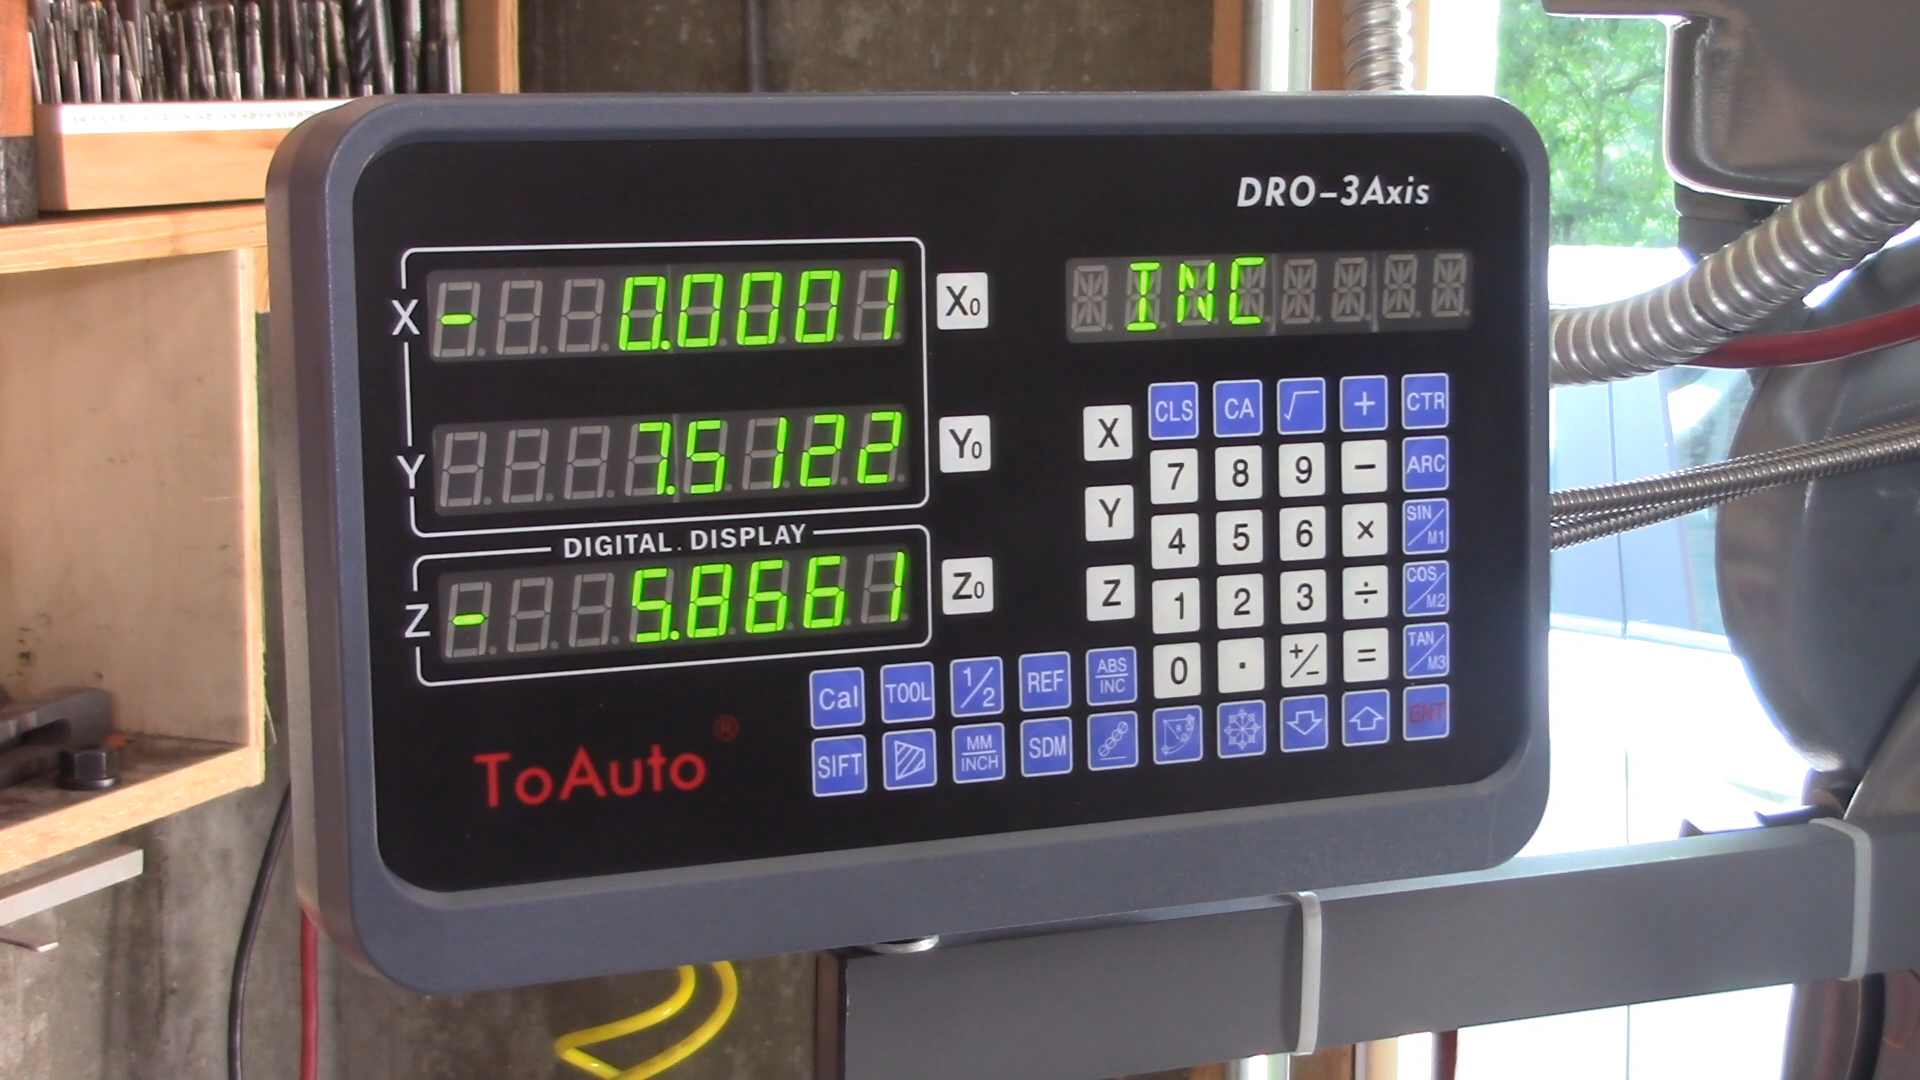 DRO-3Axis
X - 0.0001 X0
INC
Y 7.5122 Y0
DIGITAL DISPLAY
Z - 5.8661 Z0
X CLS CA √ + CTR
7 8 9 - ARC
Y 4 5 6 × SIN/M1
Z 1 2 3 ÷ COS/M2
0 . +/- = TAN/M3
Cal TOOL 1/2 REF ABS/INC
SIFT MM/INCH SDM R ENT
ToAuto®